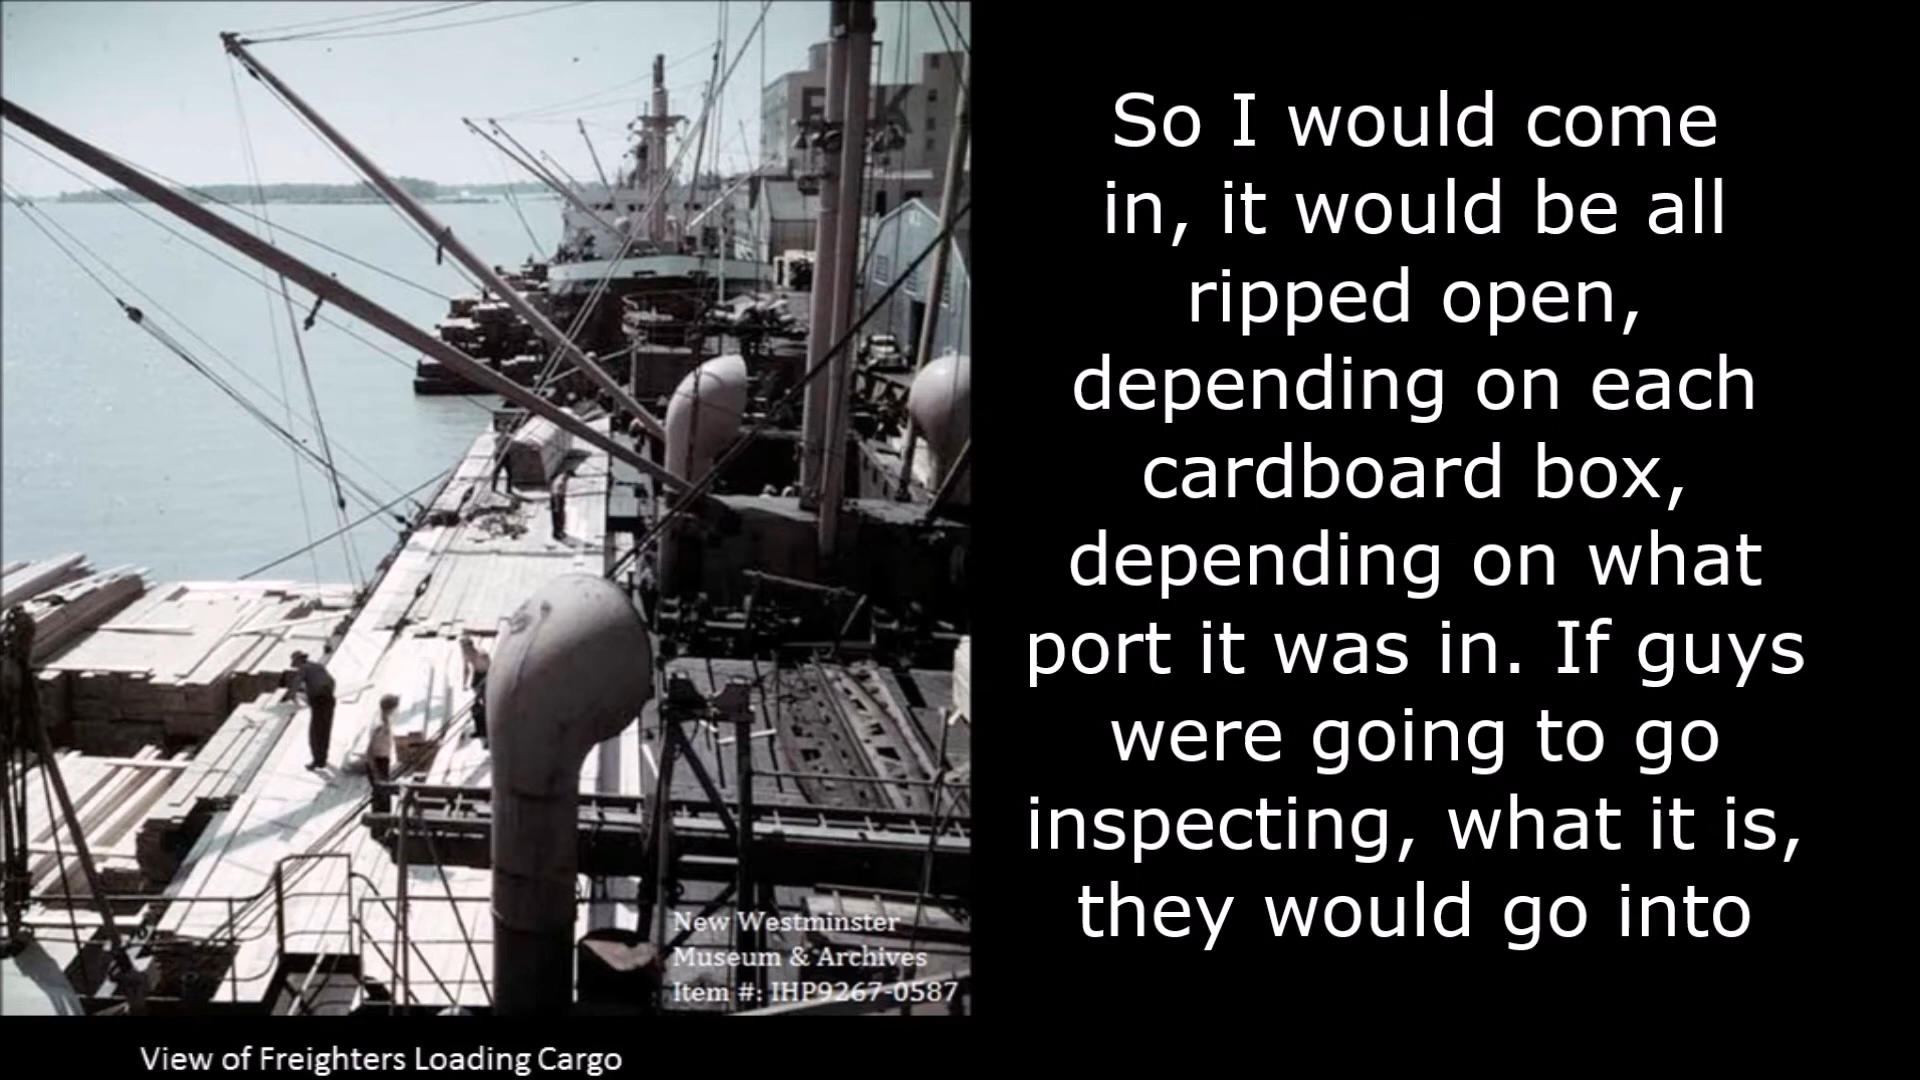 So I would come
in, it would be all
ripped open,
depending on each
cardboard box,
depending on what
port it was in. If guys
were going to go
inspecting, what it is,
they would go into
New Westminster
Museum & Archives
Item #: IHP9267-0587
View of Freighters Loading Cargo